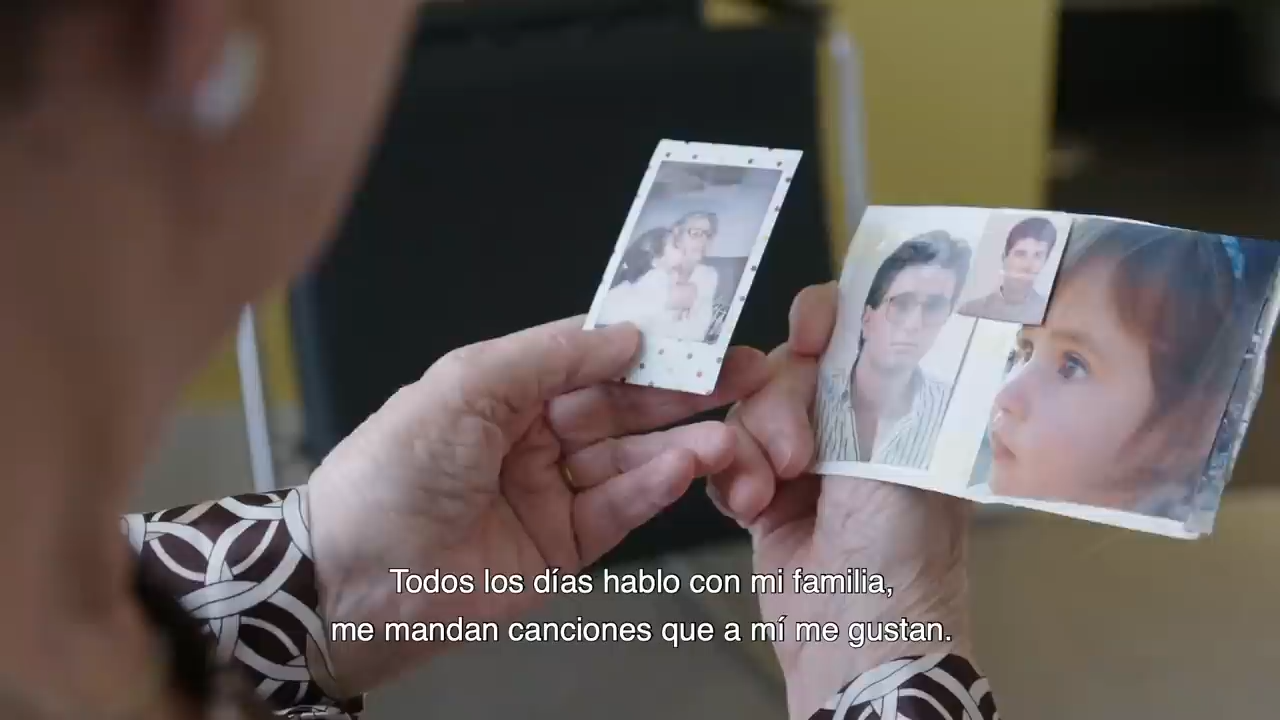 Todos los días hablo con mi familia,
me mandan canciones que a mí me gustan.